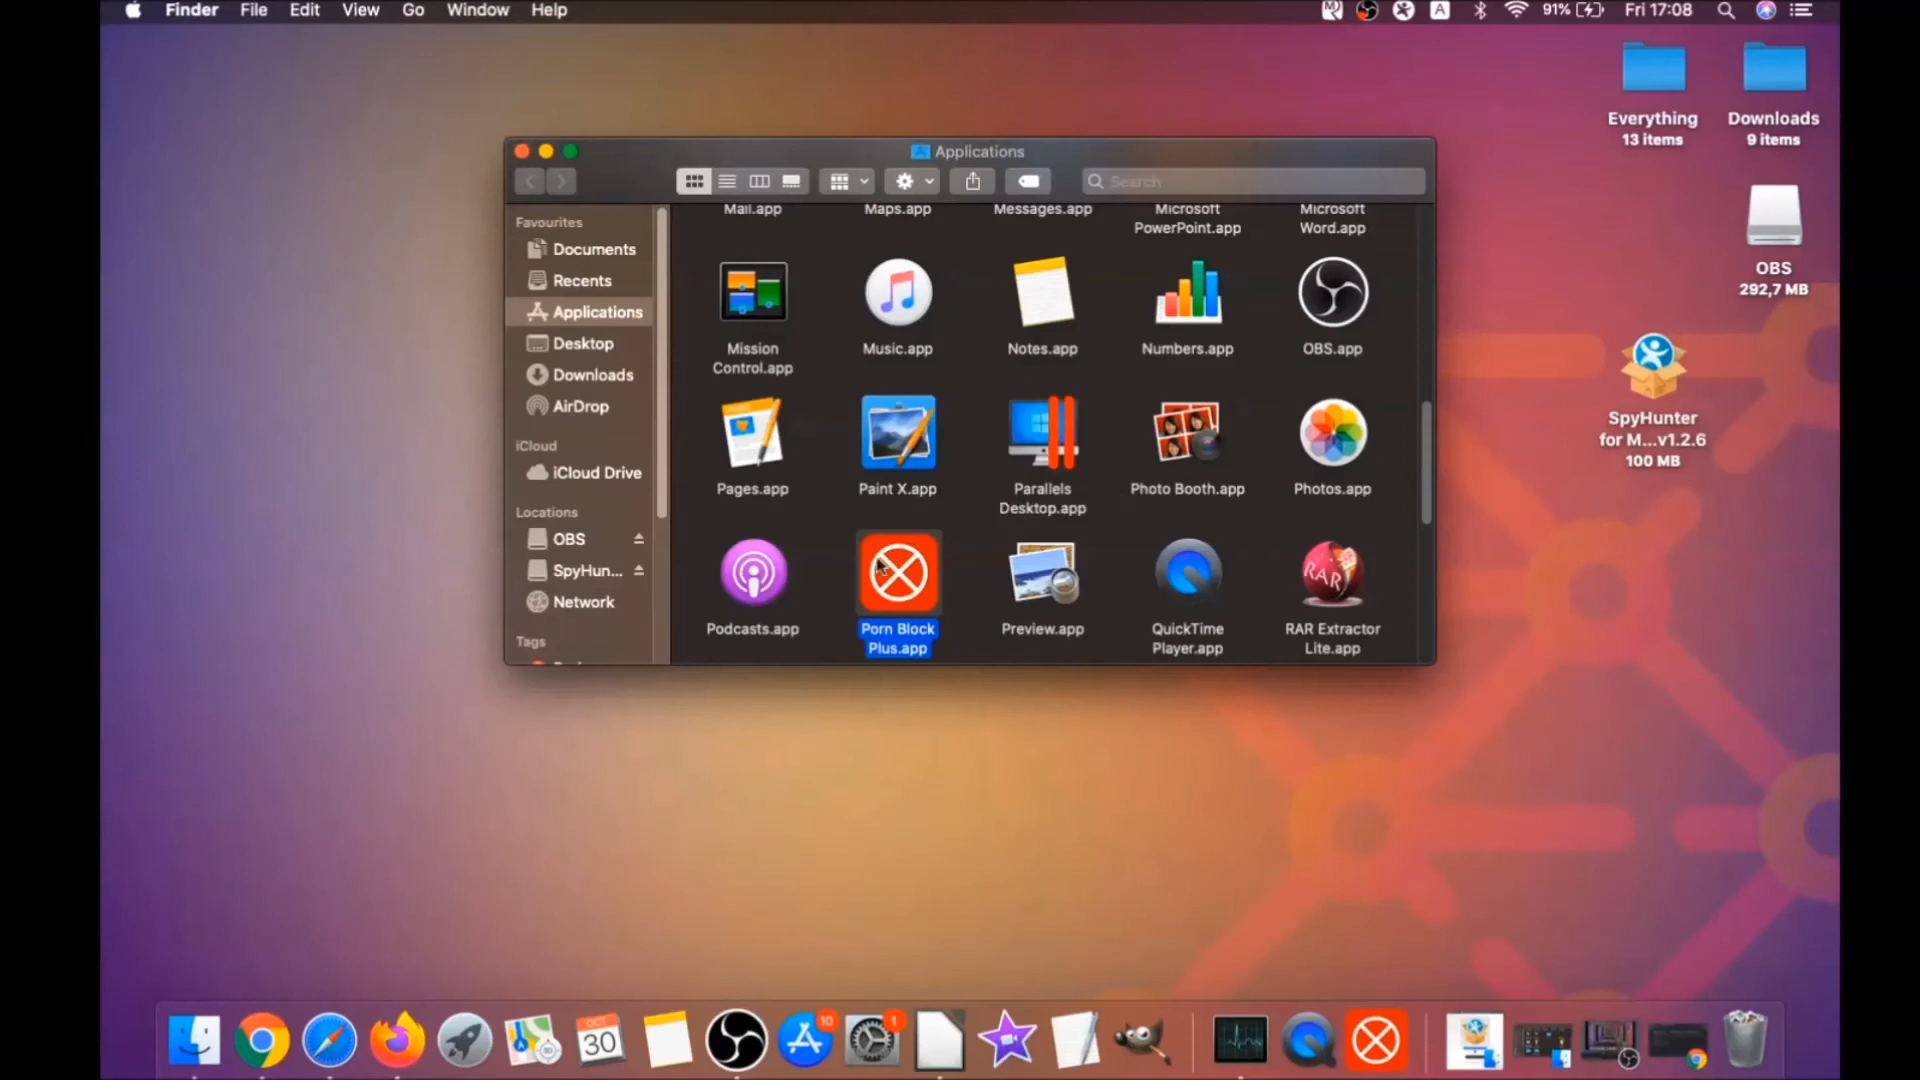 Finder File Edit View Go Window Help
A 91% Fri 17:08
Everything
13 items
Downloads
9 items
OBS
292,7 MB
SpyHunter
for M...v1.2.6
100 MB
Applications
Search
Favourites
Documents
Recents
Applications
Desktop
Downloads
AirDrop
iCloud
iCloud Drive
Locations
OBS
SpyHun...
Network
Tags
Mail.app
Maps.app
Messages.app
Microsoft
PowerPoint.app
Microsoft
Word.app
Mission
Control.app
Music.app
Notes.app
Numbers.app
OBS.app
Pages.app
Paint X.app
Parallels
Desktop.app
Photo Booth.app
Photos.app
Podcasts.app
Porn Block
Plus.app
Preview.app
QuickTime
Player.app
RAR
RAR Extractor
Lite.app
OCT
30
10
1